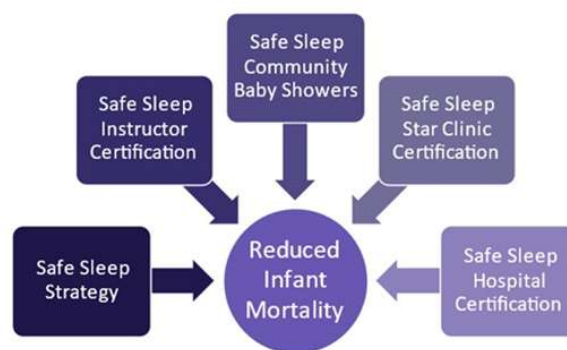 Safe Sleep
Community
Baby Showers
Safe Sleep
Instructor
Certification
Safe Sleep
Star Clinic
Certification
Safe Sleep
Strategy
Reduced
Infant
Mortality
Safe Sleep
Hospital
Certification